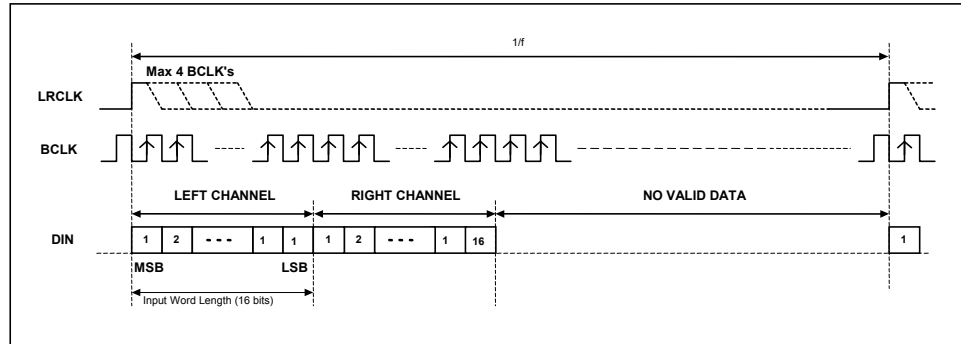 1/f
Max 4 BCLK's
LRCLK
BCLK
LEFT CHANNEL RIGHT CHANNEL NO VALID DATA
DIN 1 2 - - - 1 1 1 2 - - - 1 16 1
MSB LSB
Input Word Length (16 bits)